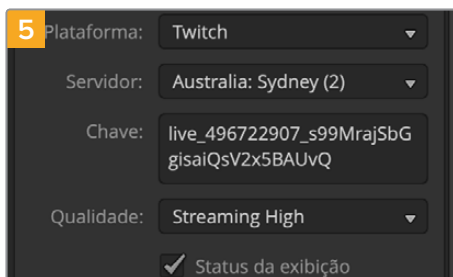 5
Plataforma: Twitch
Servidor: Australia: Sydney (2)
Chave: live_496722907_s99MrajSbG
gisaiQsV2x5BAUvQ
Qualidade: Streaming High
Status da exibição